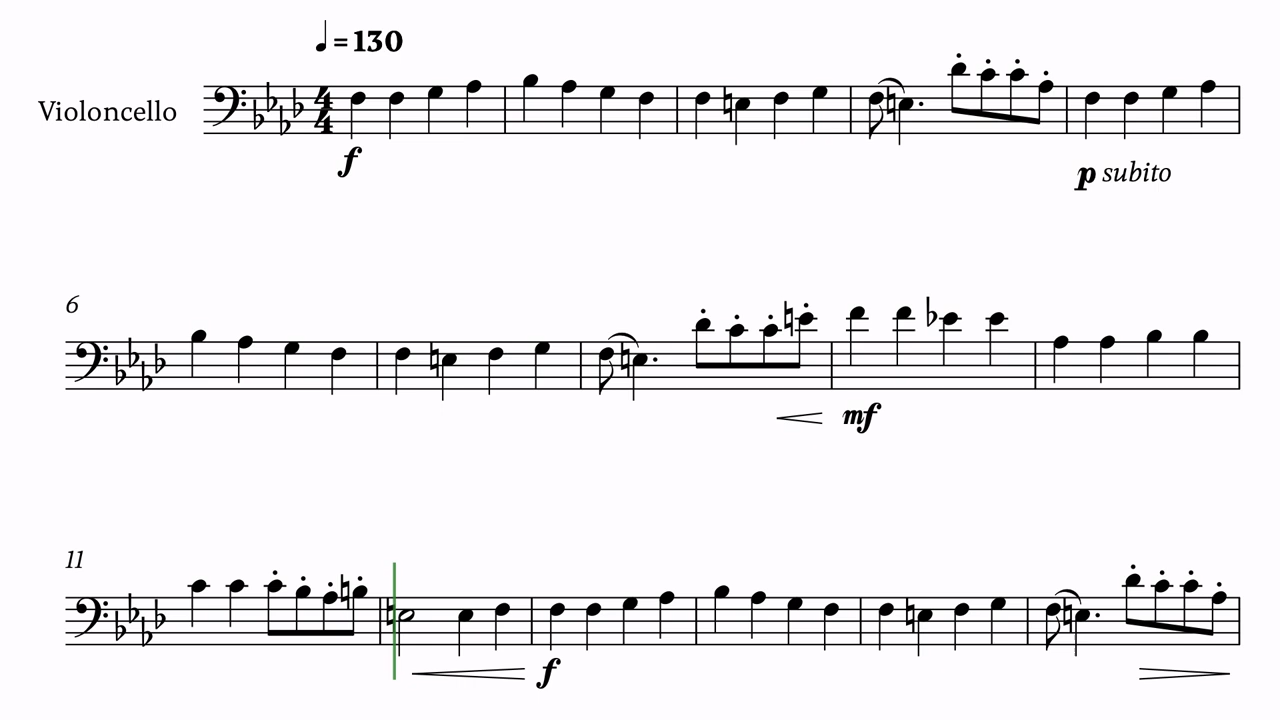 ♩ = 130
Violoncello
4
4
f
p subito
6
mf
11
f